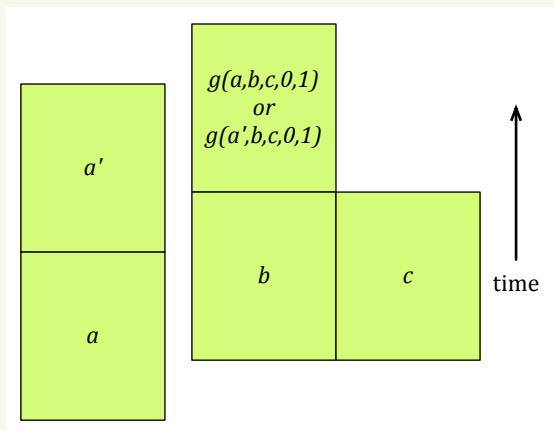 g(a,b,c,0,1)
or
g(a',b,c,0,1)
a'
b
c
time
a